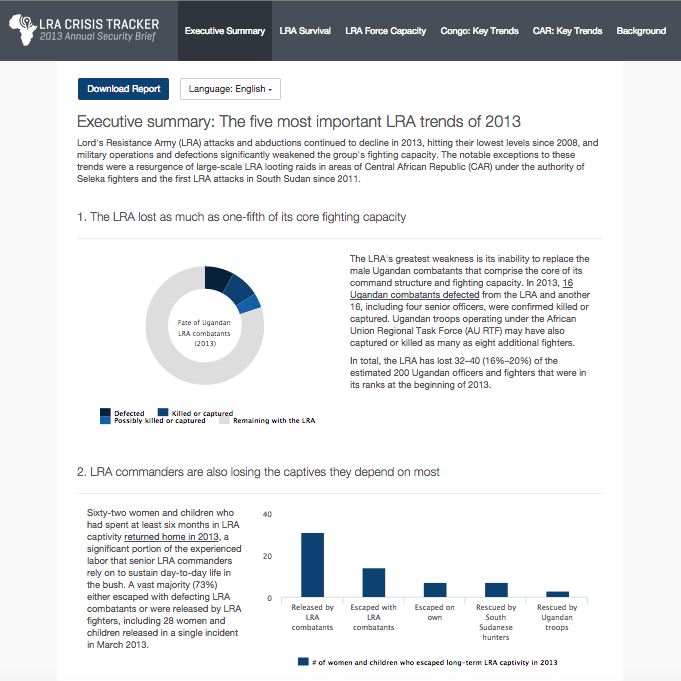 LRA CRISIS TRACKER
2013 Annual Security Brief
Executive Summary
LRA Survival
LRA Force Capacity
Congo: Key Trends
CAR: Key Trends
Background
Download Report
Language: English
Executive summary: The five most important LRA trends of 2013
Lord's Resistance Army (LRA) attacks and abductions continued to decline in 2013, hitting their lowest levels since 2008, and
military operations and defections significantly weakened the group's fighting capacity. The notable exceptions to these
trends were a resurgence of large-scale LRA looting raids in areas of Central African Republic (CAR) under the authority of
Seleka fighters and the first LRA attacks in South Sudan since 2011.
1. The LRA lost as much as one-fifth of its core fighting capacity
Fate of Ugandan
LRA combatants
(2013)
Defected
Killed or captured
Possibly killed or captured
Remaining with the LRA
The LRA's greatest weakness is its inability to replace the
male Ugandan combatants that comprise the core of its
command structure and fighting capacity. In 2013, 16
Ugandan combatants defected from the LRA and another
16, including four senior officers, were confirmed killed or
captured. Ugandan troops operating under the African
Union Regional Task Force (AU RTF) may have also
captured or killed as many as eight additional fighters.
In total, the LRA has lost 32–40 (16%–20%) of the
estimated 200 Ugandan officers and fighters that were in
its ranks at the beginning of 2013.
2. LRA commanders are also losing the captives they depend on most
Sixty-two women and children who
had spent at least six months in LRA
captivity returned home in 2013, a
significant portion of the experienced
labor that senior LRA commanders
rely on to sustain day-to-day life in
the bush. A vast majority (73%)
either escaped with defecting LRA
combatants or were released by LRA
fighters, including 28 women and
children released in a single incident
in March 2013.
40
20
0
Released by
LRA
combatants
Escaped with
LRA
combatants
Escaped on
own
Rescued by
South
Sudanese
hunters
Rescued by
Ugandan
troops
# of women and children who escaped long-term LRA captivity in 2013